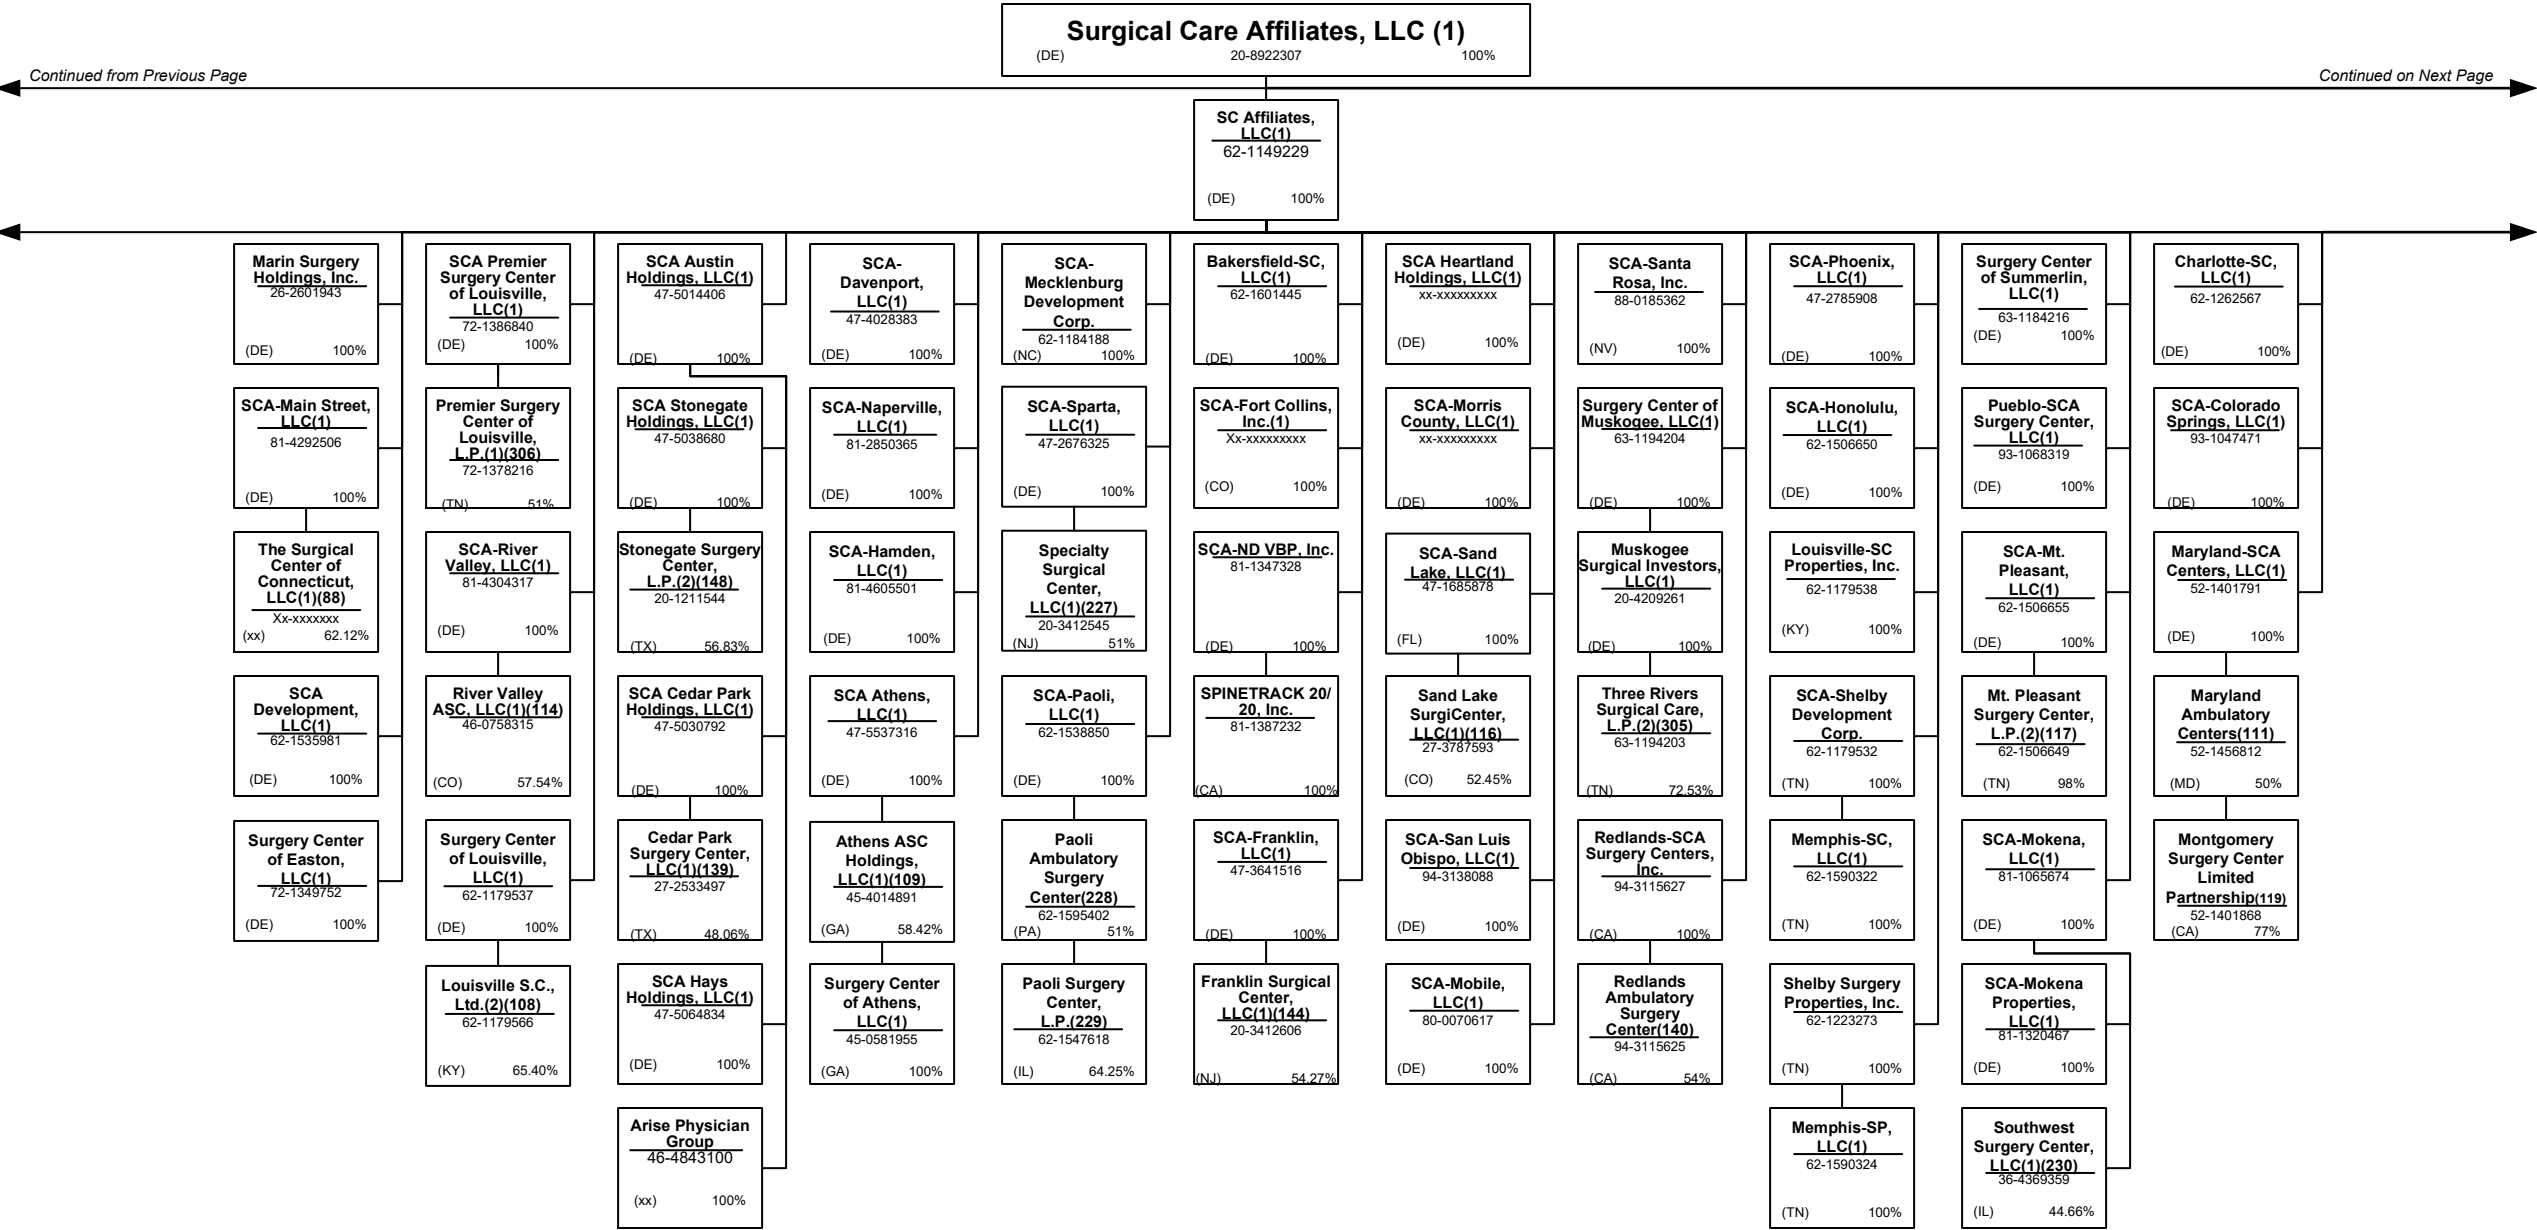 Surgical Care Affiliates, LLC (1)
(DE) 20-8922307 100%
Continued from Previous Page
Continued on Next Page
SC Affiliates,
LLC(1)
62-1149229
(DE) 100%
Marin Surgery
Holdings, Inc.
26-2601943
(DE) 100%
SCA-Main Street,
LLC(1)
81-4292506
(DE) 100%
The Surgical
Center of
Connecticut,
LLC(1)(88)
Xx-xxxxxxx
(xx) 62.12%
SCA
Development,
LLC(1)
62-1535981
(DE) 100%
Surgery Center
of Easton,
LLC(1)
72-1349752
(DE) 100%
SCA Premier
Surgery Center
of Louisville,
LLC(1)
72-1386840
(DE) 100%
Premier Surgery
Center of
Louisville,
L.P.(1)(306)
72-1378216
(TN) 51%
SCA-River
Valley, LLC(1)
81-4304317
(DE) 100%
River Valley
ASC, LLC(1)(114)
46-0758315
(CO) 57.54%
Surgery Center
of Louisville,
LLC(1)
62-1179537
(DE) 100%
Louisville S.C.,
Ltd.(2)(108)
62-1179566
(KY) 65.40%
SCA Austin
Holdings, LLC(1)
47-5014406
(DE) 100%
SCA Stonegate
Holdings, LLC(1)
47-5038680
(DE) 100%
Stonegate Surgery
Center,
L.P.(2)(148)
20-1211544
(TX) 56.83%
SCA Cedar Park
Holdings, LLC(1)
47-5030792
(DE) 100%
Cedar Park
Surgery Center,
LLC(1)(139)
27-2533497
(TX) 48.06%
SCA Hays
Holdings, LLC(1)
47-5064834
(DE) 100%
Arise Physician
Group
46-4843100
(xx) 100%
SCA-
Davenport,
LLC(1)
47-4028383
(DE) 100%
SCA-Naperville,
LLC(1)
81-2850365
(DE) 100%
SCA-Hamden,
LLC(1)
81-4605501
(DE) 100%
SCA Athens,
LLC(1)
47-5537316
(DE) 100%
Athens ASC
Holdings,
LLC(1)(109)
45-4014891
(GA) 58.42%
Surgery Center
of Athens,
LLC(1)
45-0581955
(GA) 100%
SCA-
Mecklenburg
Development
Corp.
62-1184188
(NC) 100%
SCA-Sparta,
LLC(1)
47-2676325
(DE) 100%
Specialty
Surgical
Center,
LLC(1)(227)
20-3412545
(NJ) 51%
SCA-Paoli,
LLC(1)
62-1538850
(DE) 100%
Paoli
Ambulatory
Surgery
Center(228)
62-1595402
(PA) 51%
Paoli Surgery
Center,
L.P.(229)
62-1547618
(IL) 64.25%
Bakersfield-SC,
LLC(1)
62-1601445
(DE) 100%
SCA-Fort Collins,
Inc.(1)
Xx-xxxxxxxxx
(CO) 100%
SCA-ND VBP, Inc.
81-1347328
(DE) 100%
SPINETRACK 20/
20, Inc.
81-1387232
(CA) 100%
SCA-Franklin,
LLC(1)
47-3641516
(DE) 100%
Franklin Surgical
Center,
LLC(1)(144)
20-3412606
(NJ) 54.27%
SCA Heartland
Holdings, LLC(1)
xx-xxxxxxxxx
(DE) 100%
SCA-Morris
County, LLC(1)
xx-xxxxxxxxx
(DE) 100%
SCA-Sand
Lake, LLC(1)
47-1685878
(FL) 100%
Sand Lake
SurgiCenter,
LLC(1)(116)
27-3787593
(CO) 52.45%
SCA-San Luis
Obispo, LLC(1)
94-3138088
(DE) 100%
SCA-Mobile,
LLC(1)
80-0070617
(DE) 100%
SCA-Santa
Rosa, Inc.
88-0185362
(NV) 100%
Surgery Center of
Muskogee, LLC(1)
63-1194204
(DE) 100%
Muskogee
Surgical Investors,
LLC(1)
20-4209261
(DE) 100%
Three Rivers
Surgical Care,
L.P.(2)(305)
63-1194203
(TN) 72.53%
Redlands-SCA
Surgery Centers,
Inc.
94-3115627
(CA) 100%
Redlands
Ambulatory
Surgery
Center(140)
94-3115625
(CA) 54%
SCA-Phoenix,
LLC(1)
47-2785908
(DE) 100%
SCA-Honolulu,
LLC(1)
62-1506650
(DE) 100%
Louisville-SC
Properties, Inc.
62-1179538
(KY) 100%
SCA-Shelby
Development
Corp.
62-1179532
(TN) 100%
Memphis-SC,
LLC(1)
62-1590322
(TN) 100%
Shelby Surgery
Properties, Inc.
62-1223273
(TN) 100%
Memphis-SP,
LLC(1)
62-1590324
(TN) 100%
Surgery Center
of Summerlin,
LLC(1)
63-1184216
(DE) 100%
Pueblo-SCA
Surgery Center,
LLC(1)
93-1068319
(DE) 100%
SCA-Mt.
Pleasant,
LLC(1)
62-1506655
(DE) 100%
Mt. Pleasant
Surgery Center,
L.P.(2)(117)
62-1506649
(TN) 98%
SCA-Mokena,
LLC(1)
81-1065674
(DE) 100%
SCA-Mokena
Properties,
LLC(1)
81-1320467
(DE) 100%
Southwest
Surgery Center,
LLC(1)(230)
36-4369359
(IL) 44.66%
Charlotte-SC,
LLC(1)
62-1262567
(DE) 100%
SCA-Colorado
Springs, LLC(1)
93-1047471
(DE) 100%
Maryland-SCA
Centers, LLC(1)
52-1401791
(DE) 100%
Maryland
Ambulatory
Centers(111)
52-1456812
(MD) 50%
Montgomery
Surgery Center
Limited
Partnership(119)
52-1401868
(CA) 77%